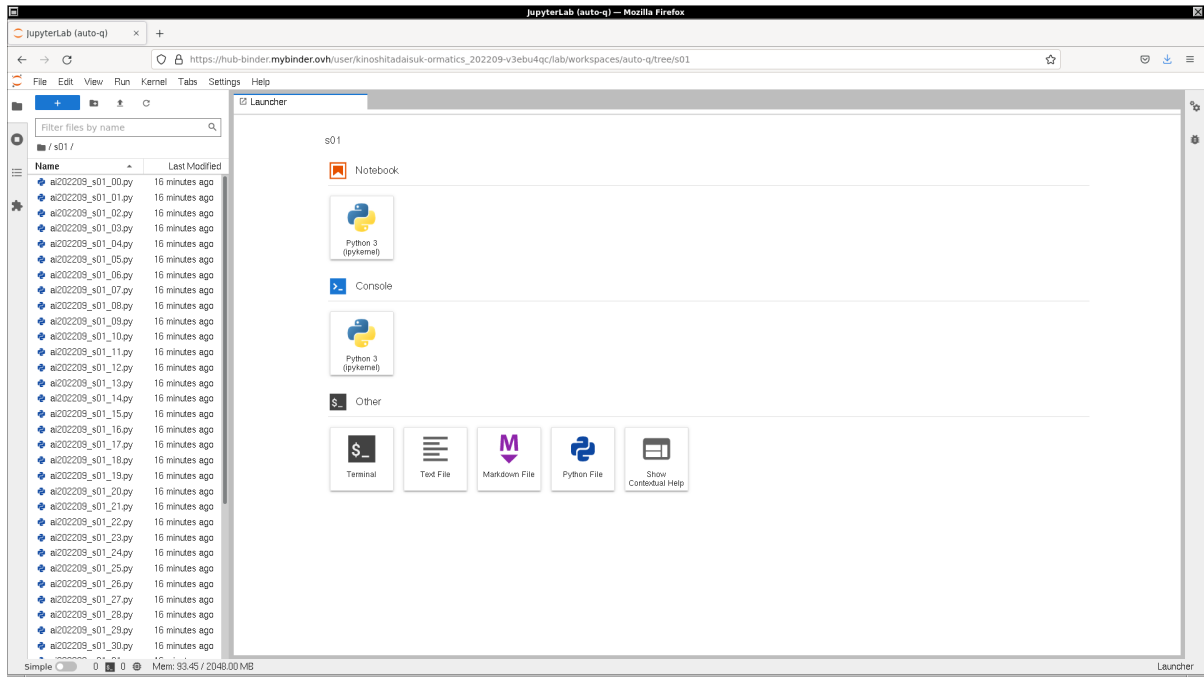 JupyterLab (auto-q) — Mozilla Firefox
JupyterLab (auto-q)
https://hub-binder.mybinder.ovh/user/kinoshitadaisuk-ormatics_202209-v3ebu4qc/lab/workspaces/auto-q/tree/s01
File Edit View Run Kernel Tabs Settings Help
Launcher
Filter files by name
/ s01 /
Name Last Modified
ai202209_s01_00.py 16 minutes ago
ai202209_s01_01.py 16 minutes ago
ai202209_s01_02.py 16 minutes ago
ai202209_s01_03.py 16 minutes ago
ai202209_s01_04.py 16 minutes ago
ai202209_s01_05.py 16 minutes ago
ai202209_s01_06.py 16 minutes ago
ai202209_s01_07.py 16 minutes ago
ai202209_s01_08.py 16 minutes ago
ai202209_s01_09.py 16 minutes ago
ai202209_s01_10.py 16 minutes ago
ai202209_s01_11.py 16 minutes ago
ai202209_s01_12.py 16 minutes ago
ai202209_s01_13.py 16 minutes ago
ai202209_s01_14.py 16 minutes ago
ai202209_s01_15.py 16 minutes ago
ai202209_s01_16.py 16 minutes ago
ai202209_s01_17.py 16 minutes ago
ai202209_s01_18.py 16 minutes ago
ai202209_s01_19.py 16 minutes ago
ai202209_s01_20.py 16 minutes ago
ai202209_s01_21.py 16 minutes ago
ai202209_s01_22.py 16 minutes ago
ai202209_s01_23.py 16 minutes ago
ai202209_s01_24.py 16 minutes ago
ai202209_s01_25.py 16 minutes ago
ai202209_s01_26.py 16 minutes ago
ai202209_s01_27.py 16 minutes ago
ai202209_s01_28.py 16 minutes ago
ai202209_s01_29.py 16 minutes ago
ai202209_s01_30.py 16 minutes ago
s01
Notebook
Python 3
(ipykernel)
Console
Python 3
(ipykernel)
$_ Other
$_
Terminal
Text File
M
Markdown File
Python File
Show
Contextual Help
Simple 0 $_ 0 Mem: 93.45 / 2048.00 MB
Launcher